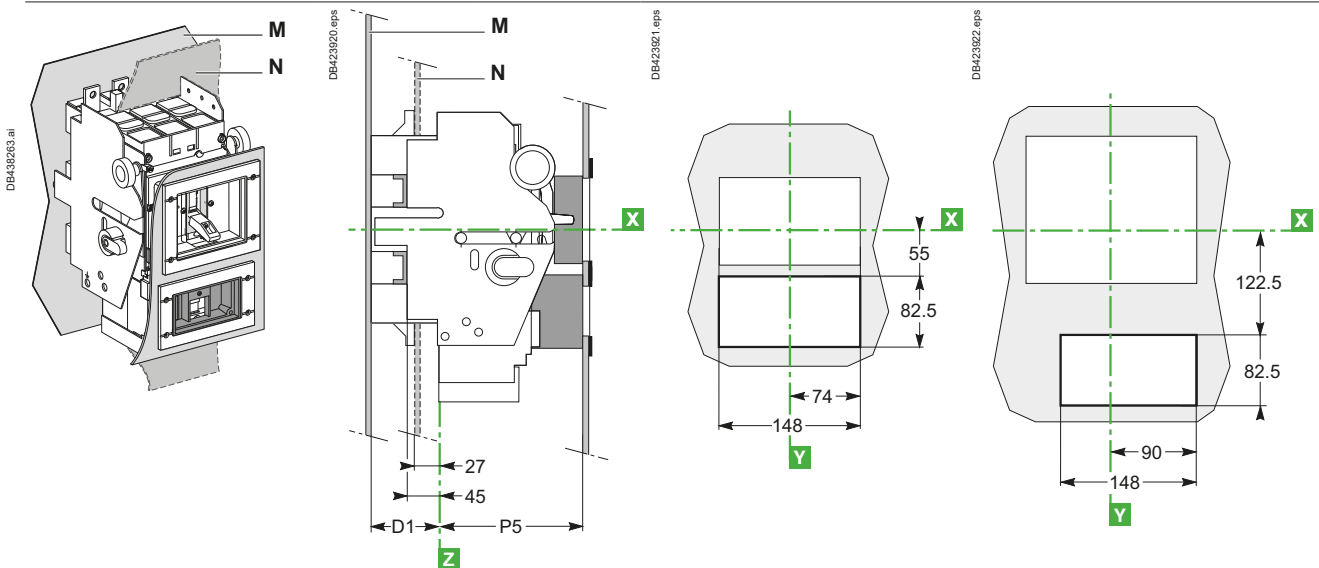 DB438263.ai
M
N
DB423920.eps
M
N
X
27
45
D1
P5
Z
DB423921.eps
X
55
82.5
74
148
Y
DB423922.eps
X
122.5
82.5
90
148
Y